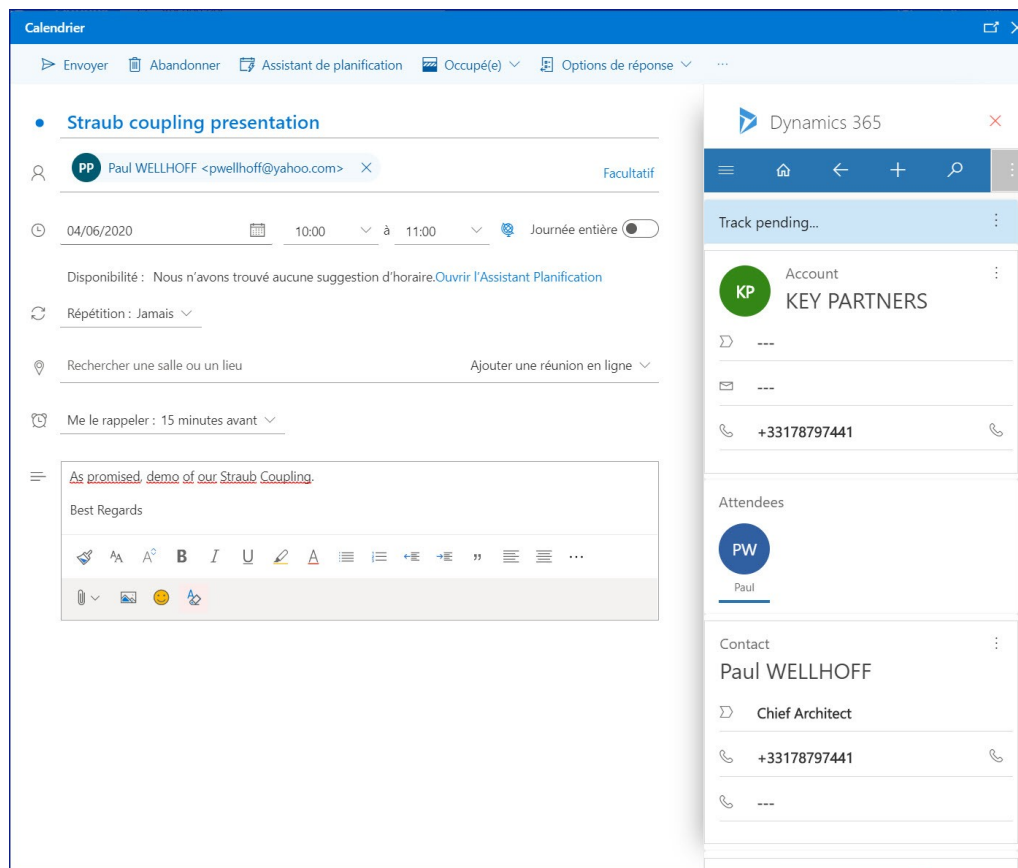 Calendrier
Envoyer Abandonner Assistant de planification Occupé(e) Options de réponse ...
Straub coupling presentation
PP Paul WELLHOFF <pwellhoff@yahoo.com>
Facultatif
04/06/2020 10:00 à 11:00 Journée entière
Disponibilité : Nous n'avons trouvé aucune suggestion d'horaire.Ouvrir l'Assistant Planification
Répétition : Jamais
Rechercher une salle ou un lieu Ajouter une réunion en ligne
Me le rappeler : 15 minutes avant
As promised, demo of our Straub Coupling.
Best Regards
Dynamics 365
Track pending...
KP
Account
KEY PARTNERS
---
---
+33178797441
Attendees
PW
Paul
Contact
Paul WELLHOFF
Chief Architect
+33178797441
---